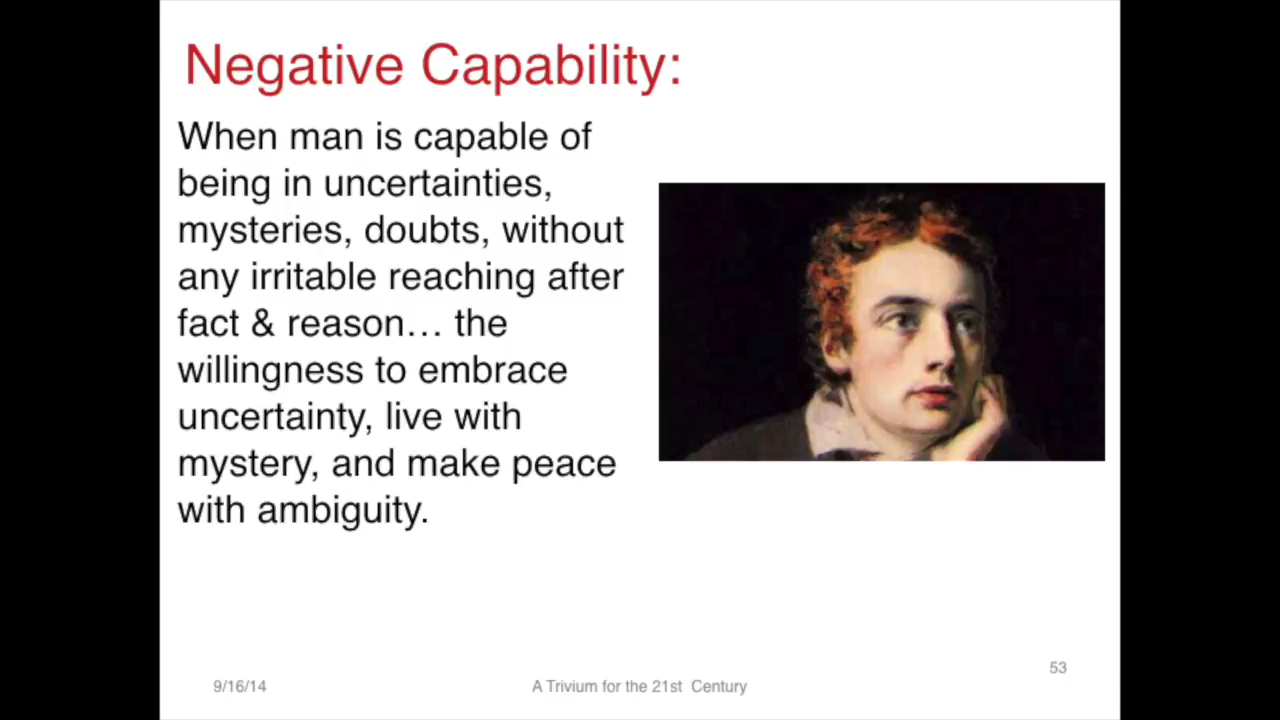 Negative Capability:
When man is capable of
being in uncertainties,
mysteries, doubts, without
any irritable reaching after
fact & reason… the
willingness to embrace
uncertainty, live with
mystery, and make peace
with ambiguity.
53
9/16/14
A Trivium for the 21st  Century